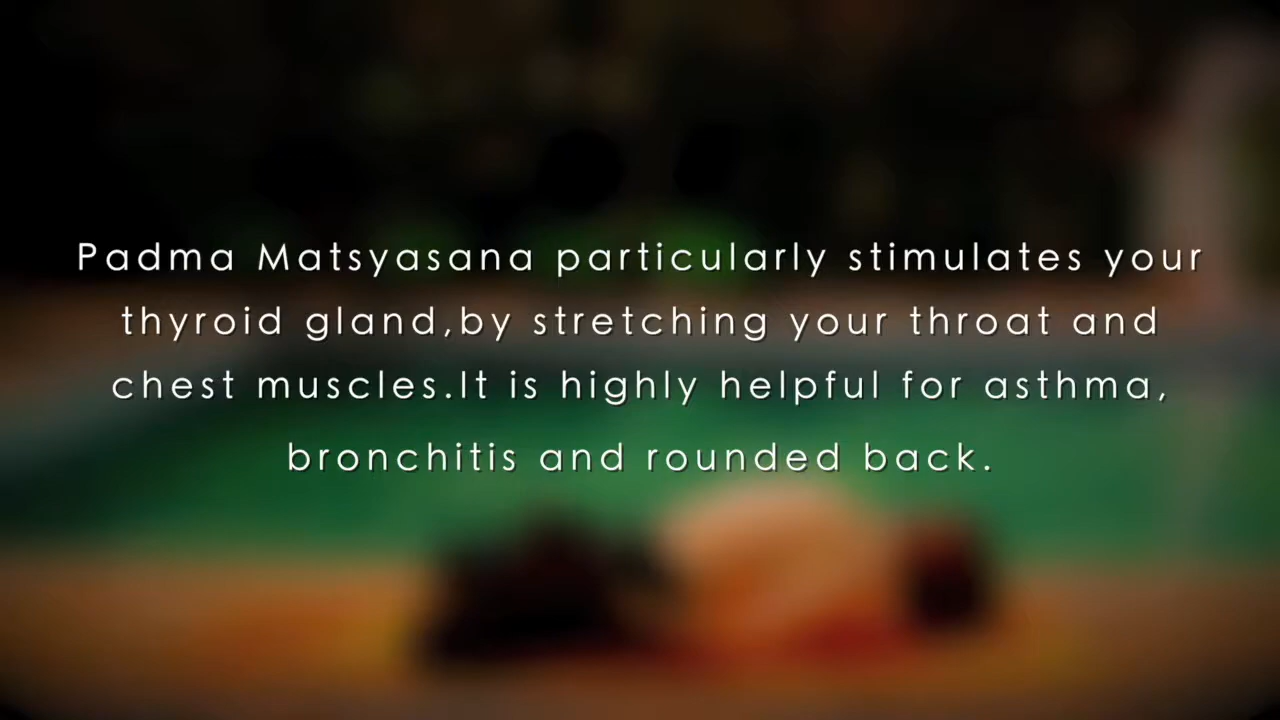 Padma Matsyasana particularly stimulates your
thyroid gland,by stretching your throat and
chest muscles.It is highly helpful for asthma,
bronchitis and rounded back.